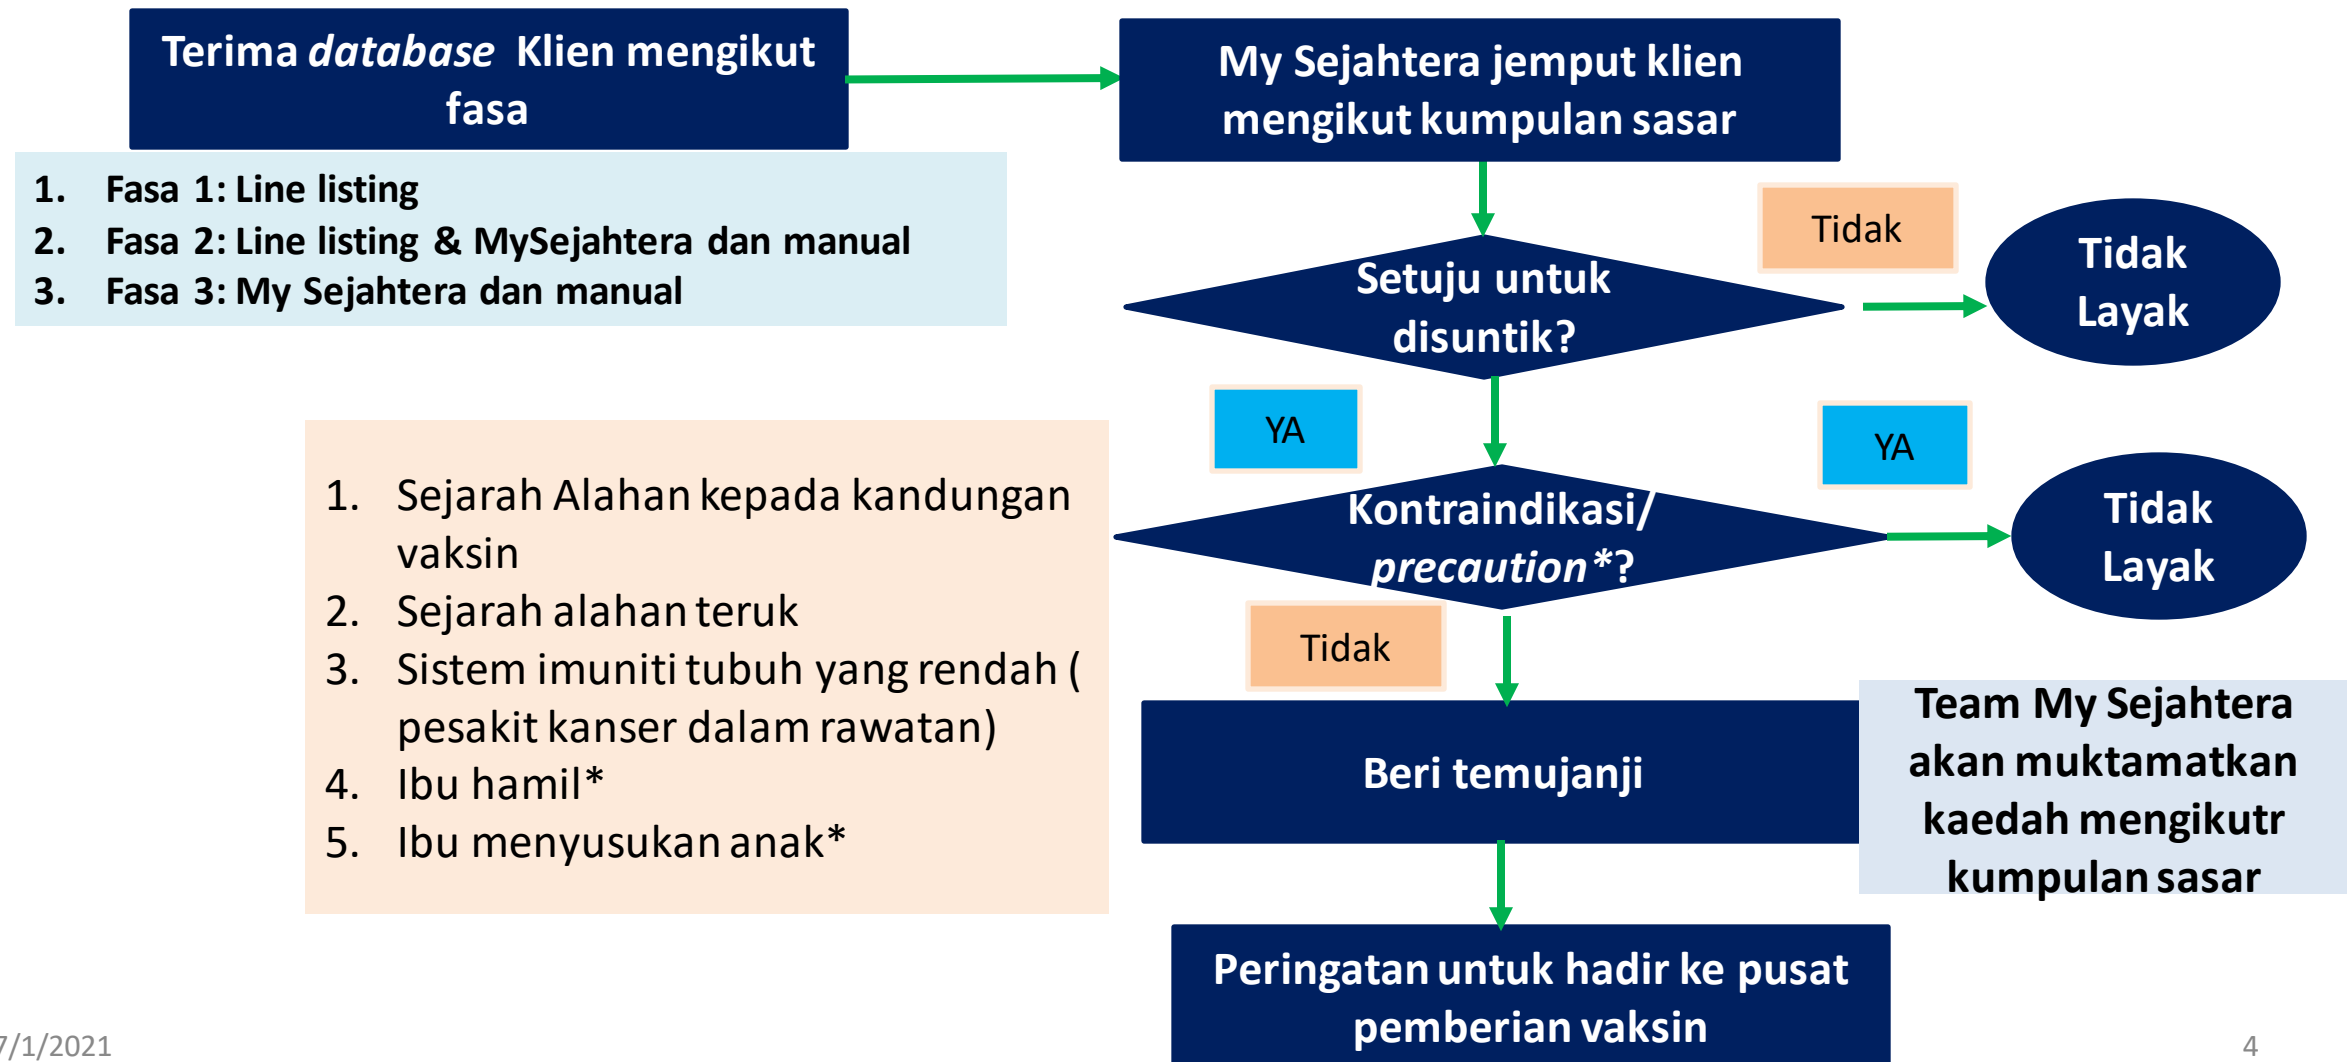 Terima database Klien mengikut
fasa
My Sejahtera jemput klien
mengikut kumpulan sasar
1. Fasa 1: Line listing
2. Fasa 2: Line listing & MySejahtera dan manual
3. Fasa 3: My Sejahtera dan manual
Tidak
Setuju untuk
disuntik?
Tidak
Layak
YA
YA
1. Sejarah Alahan kepada kandungan
vaksin
2. Sejarah alahan teruk
3. Sistem imuniti tubuh yang rendah (
pesakit kanser dalam rawatan)
4. Ibu hamil*
5. Ibu menyusukan anak*
Kontraindikasi/
precaution*?
Tidak
Layak
Tidak
Beri temujanji
Team My Sejahtera
akan muktamatkan
kaedah mengikutr
kumpulan sasar
Peringatan untuk hadir ke pusat
pemberian vaksin
7/1/2021
4